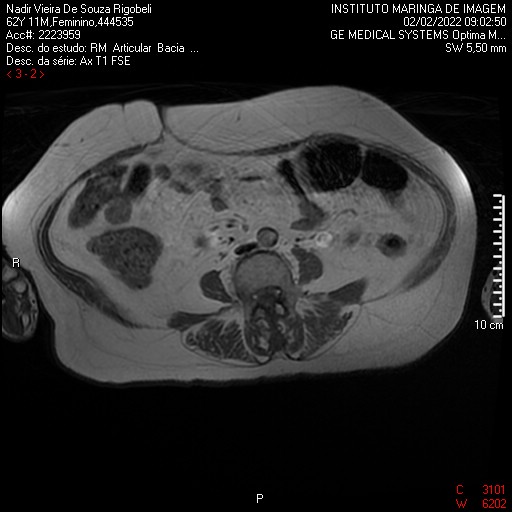 Nadir Vieira De Souza Rigobeli
62Y 11M,Feminino,444535
Acc#: 2223959
Desc. do estudo: RM  Articular  Bacia  ...
Desc. da série: Ax T1 FSE
< 3 - 2 >
INSTITUTO MARINGA DE IMAGEM
02/02/2022 09:02:50
GE MEDICAL SYSTEMS Optima M...
SW 5,50 mm
R
10 cm
P
C 3101
W 6202